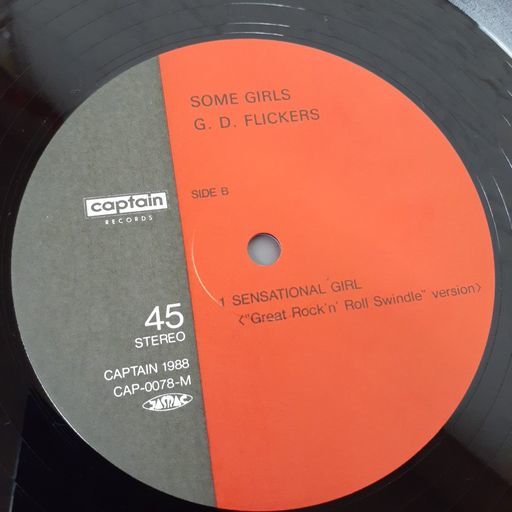 SOME GIRLS
G. D. FLICKERS
SIDE B
captain
RECORDS
1 SENSATIONAL GIRL
〈"Great Rock'n' Roll Swindle" version〉
45
STEREO
CAPTAIN 1988
CAP-0078-M
JASRAC